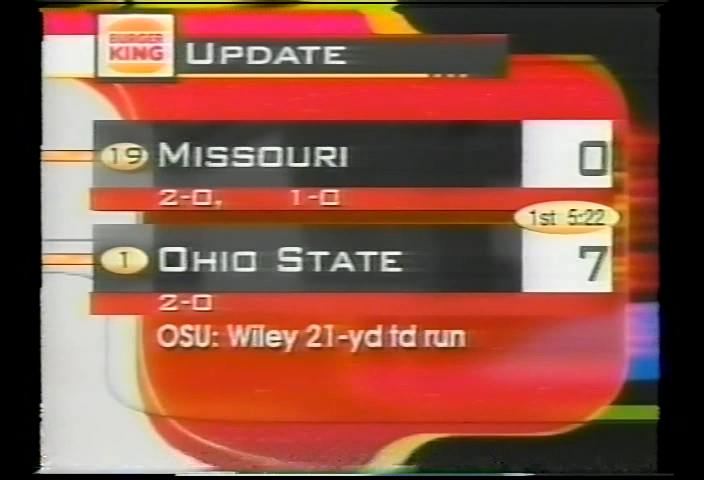 BURGER
KING
UPDATE
19 MISSOURI 0
2-0, 1-0
1st 5:22
1 OHIO STATE 7
2-0
OSU: Wiley 21-yd td run